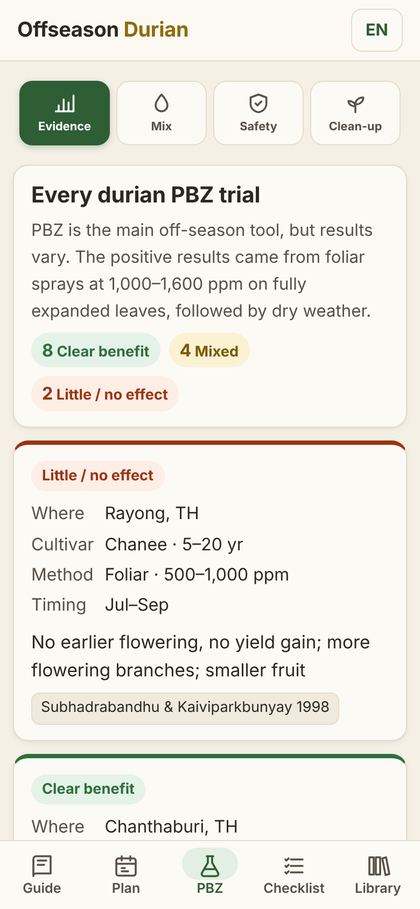 Offseason Durian
EN
Evidence
Mix
Safety
Clean-up
Every durian PBZ trial
PBZ is the main off-season tool, but results
vary. The positive results came from foliar
sprays at 1,000–1,600 ppm on fully
expanded leaves, followed by dry weather.
8 Clear benefit
4 Mixed
2 Little / no effect
Little / no effect
Where Rayong, TH
Cultivar Chanee · 5–20 yr
Method Foliar · 500–1,000 ppm
Timing Jul–Sep
No earlier flowering, no yield gain; more
flowering branches; smaller fruit
Subhadrabandhu & Kaiviparkbunyay 1998
Clear benefit
Where Chanthaburi, TH
Guide
Plan
PBZ
Checklist
Library